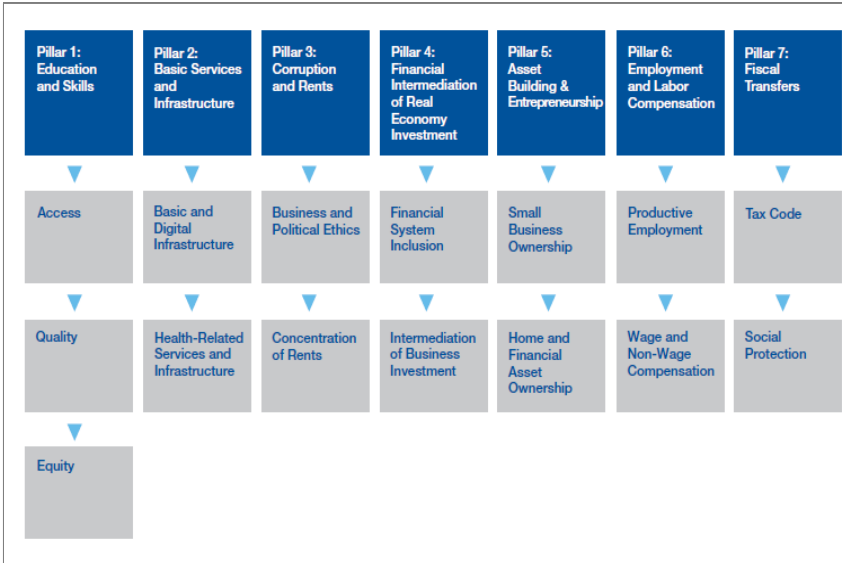 Pillar 1:
Education
and Skills
Pillar 2:
Basic Services
and
Infrastructure
Pillar 3:
Corruption
and Rents
Pillar 4:
Financial
Intermediation
of Real
Economy
Investment
Pillar 5:
Asset
Building &
Entrepreneurship
Pillar 6:
Employment
and Labor
Compensation
Pillar 7:
Fiscal
Transfers
Access
Basic and
Digital
Infrastructure
Business and
Political Ethics
Financial
System
Inclusion
Small
Business
Ownership
Productive
Employment
Tax Code
Quality
Health-Related
Services and
Infrastructure
Concentration
of Rents
Intermediation
of Business
Investment
Home and
Financial
Asset
Ownership
Wage and
Non-Wage
Compensation
Social
Protection
Equity